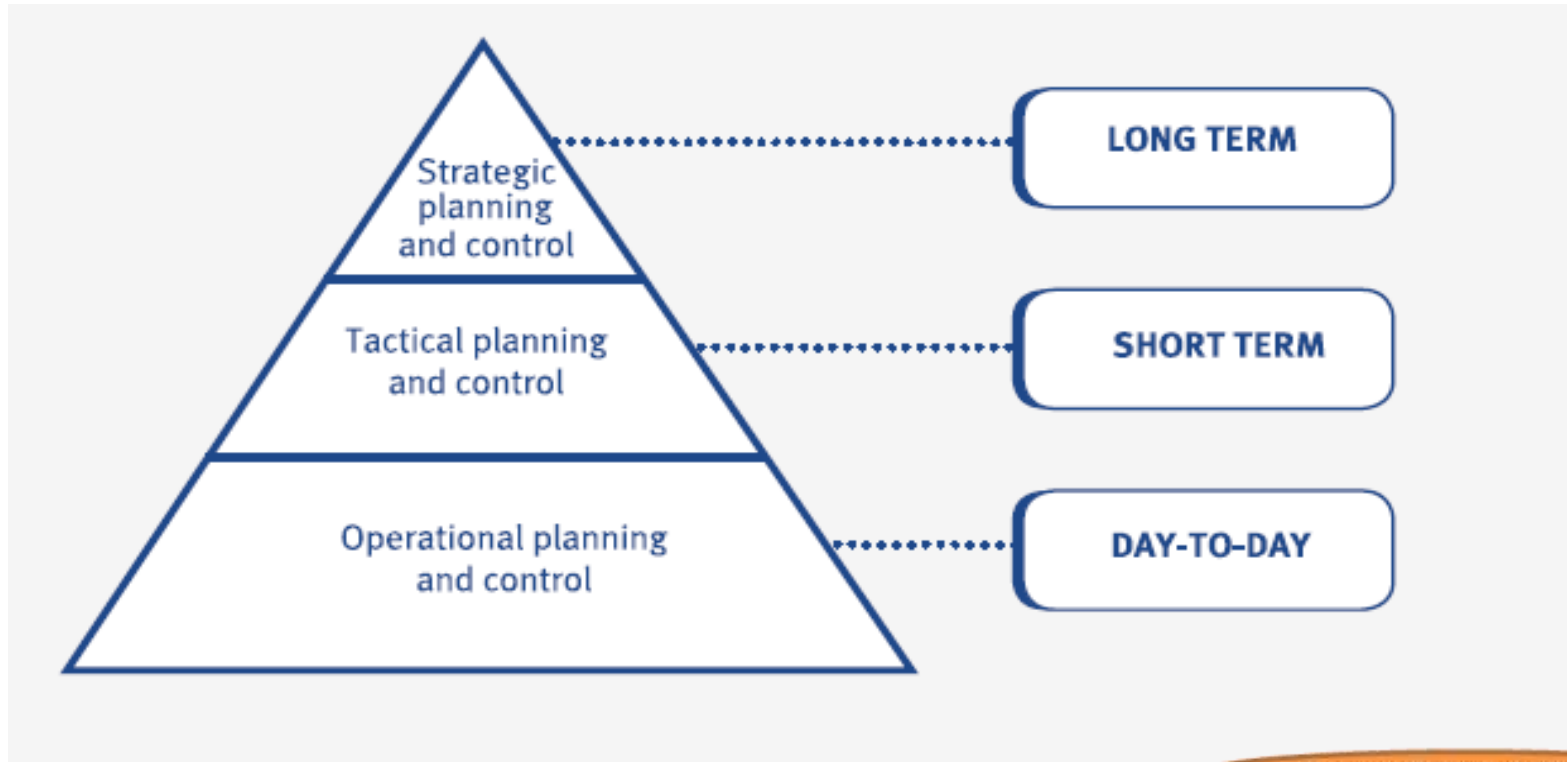 Strategic
planning
and control
LONG TERM
Tactical planning
and control
SHORT TERM
Operational planning
and control
DAY-TO-DAY